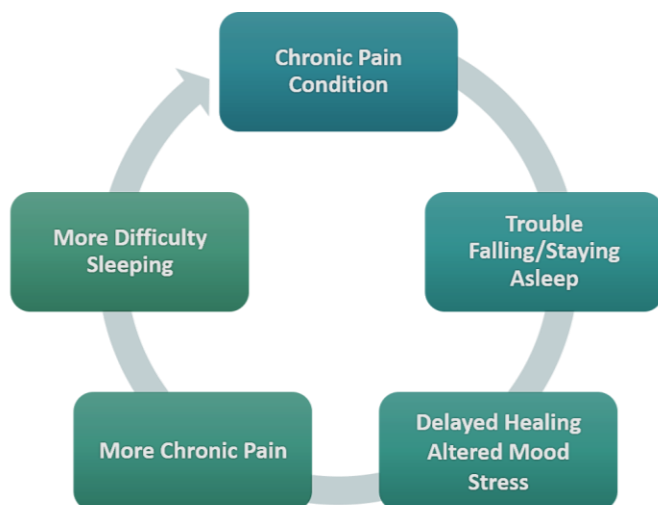 Chronic Pain
Condition
Trouble
Falling/Staying
Asleep
Delayed Healing
Altered Mood
Stress
More Chronic Pain
More Difficulty
Sleeping